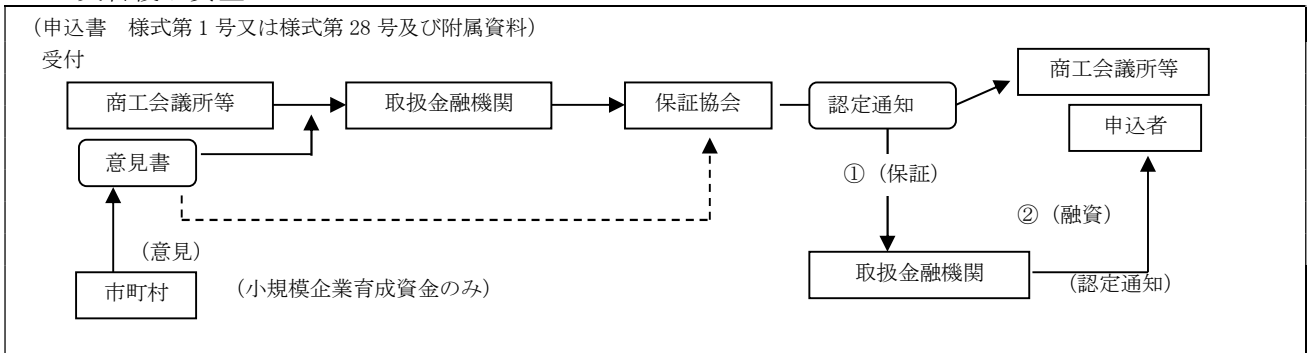 （申込書　様式第1号又は様式第28号及び附属資料）
受付
商工会議所等
取扱金融機関
保証協会
認定通知
商工会議所等
申込者
意見書
①（保証）
②（融資）
（意見）
市町村
（小規模企業育成資金のみ）
取扱金融機関
（認定通知）